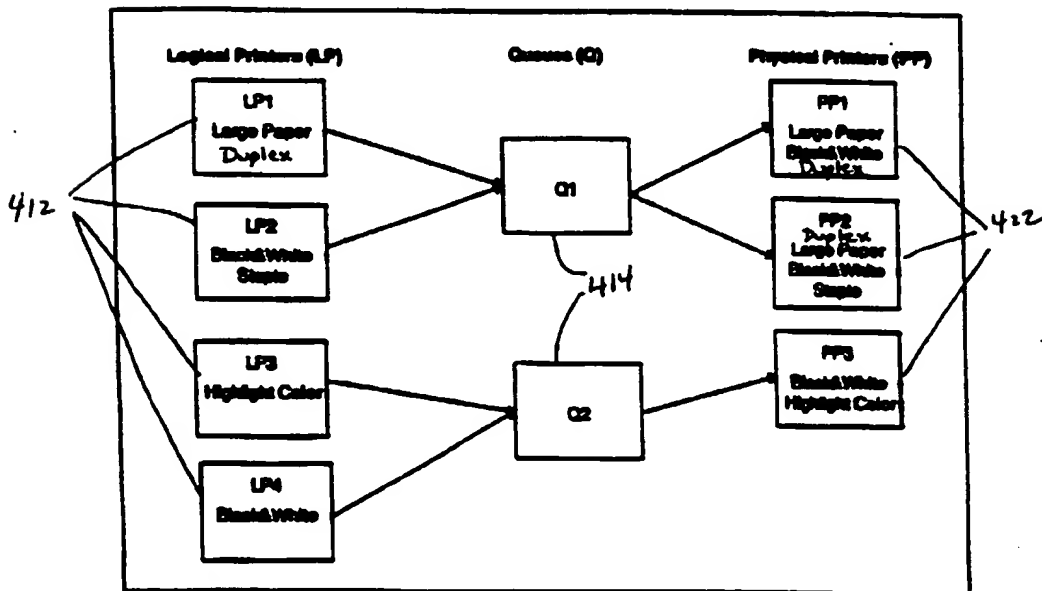 Logical Printers (LP)
Queues (Q)
Physical Printers (PP)
LP1
Large Paper
Duplex
LP2
Black&White
Staple
LP3
Highlight Color
LP4
Black&White
Q1
Q2
PP1
Large Paper
Black&White
Duplex
PP2
Duplex
Large Paper
Black&White
Staple
PP3
Black&White
Highlight Color
412
414
422